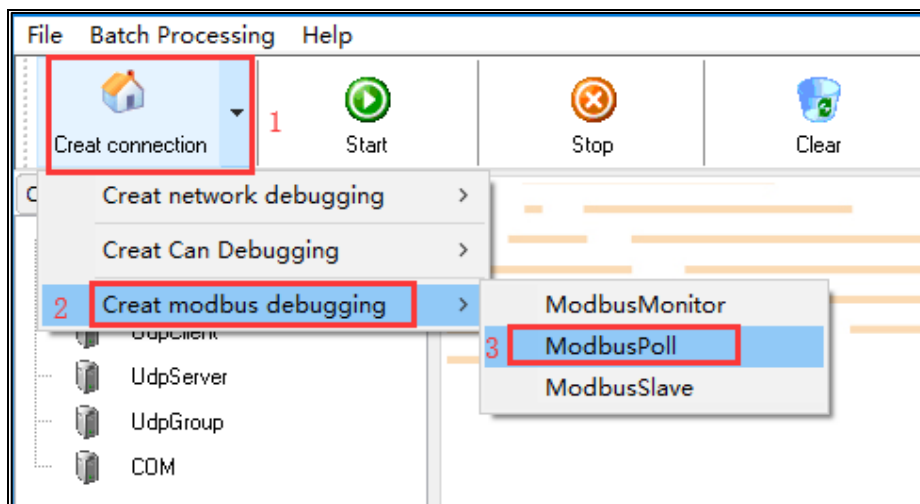 File Batch Processing Help
Creat connection 1 Start Stop Clear
C
Creat network debugging
Creat Can Debugging
2 Creat modbus debugging
ModbusMonitor
3 ModbusPoll
ModbusSlave
UdpClient
UdpServer
UdpGroup
COM